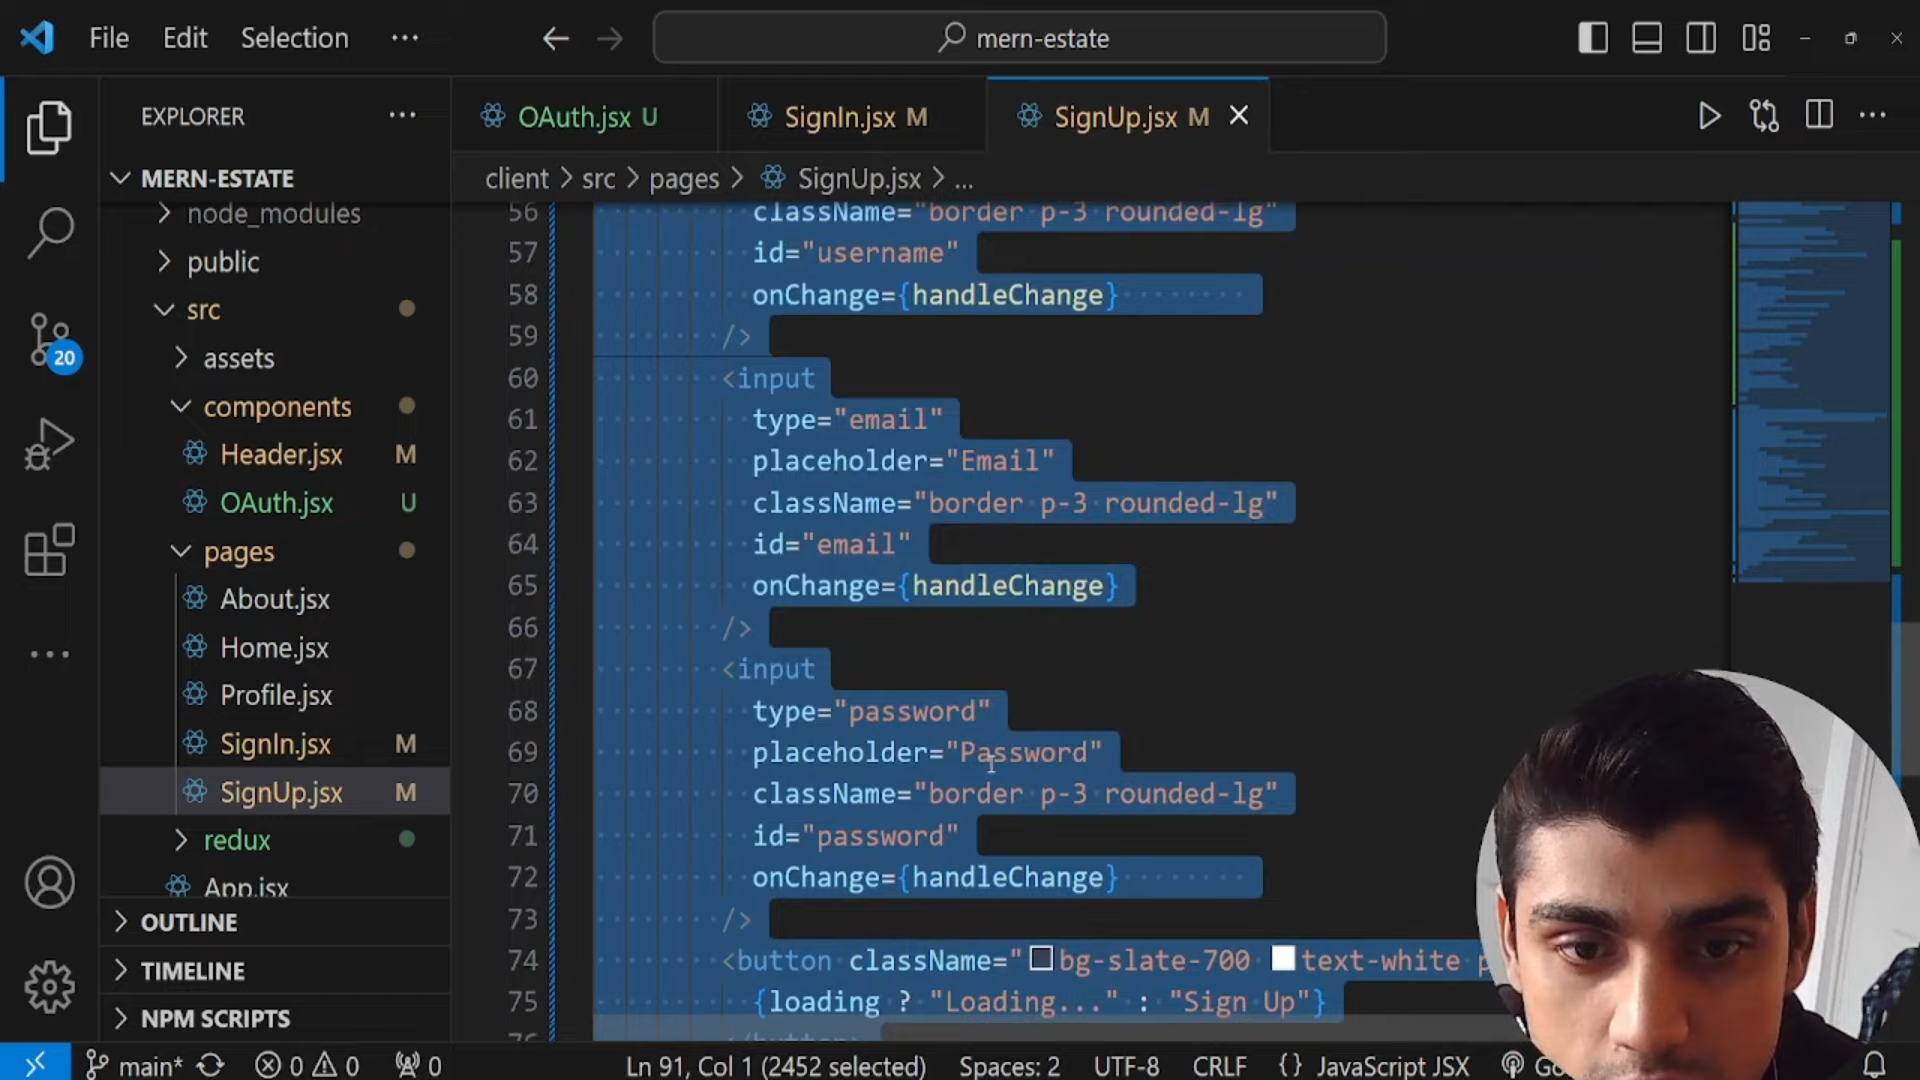 File Edit Selection ··· mern-estate
EXPLORER ···
MERN-ESTATE
node_modules
public
src
assets
components
Header.jsx M
OAuth.jsx U
pages
About.jsx
Home.jsx
Profile.jsx
SignIn.jsx M
SignUp.jsx M
redux
App.jsx
OUTLINE
TIMELINE
NPM SCRIPTS
20
OAuth.jsx U SignIn.jsx M SignUp.jsx M
client > src > pages > SignUp.jsx > ...
56 className="border p-3 rounded-lg"
57 id="username"
58 onChange={handleChange}
59 />
60 <input
61 type="email"
62 placeholder="Email"
63 className="border p-3 rounded-lg"
64 id="email"
65 onChange={handleChange}
66 />
67 <input
68 type="password"
69 placeholder="Password"
70 className="border p-3 rounded-lg"
71 id="password"
72 onChange={handleChange}
73 />
74 <button className="bg-slate-700 text-white
75 {loading ? "Loading..." : "Sign Up"}
76 </button>
main* 0 0 0 Ln 91, Col 1 (2452 selected) Spaces: 2 UTF-8 CRLF {} JavaScript JSX